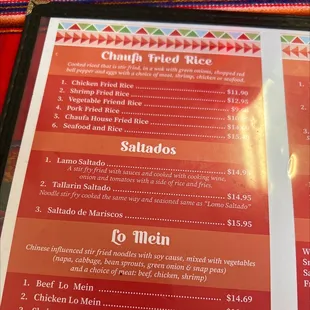 Chaufa Fried Rice
Cooked riced that is stir fried, in a wok with green onions, chopped red
bell pepper and eggs with a choice of meat, shrimp, chicken or seafood.
1. Chicken Fried Rice $11.90
2. Shrimp Fried Rice $12.95
3. Vegetable Friend Rice
4. Pork Fried Rice
5. Chaufa House Fried Rice
6. Seafood and Rice
Saltados
1. Lamo Saltado $14.95
A stir fry fried with sauces and cooked with cooking wine,
onion and tomatoes with a side of rice and fries.
2. Tallarin Saltado $14.95
Noodle stir fry cooked the same way and seasoned same as "Lomo Saltado"
3. Saltado de Mariscos $15.95
Lo Mein
Chinese influenced stir fried noodles with soy cause, mixed with vegetables
(napa, cabbage, bean sprouts, green onion & snap peas)
and a choice of meat: beef, chicken, shrimp)
1. Beef Lo Mein $14.69
2. Chicken Lo Mein